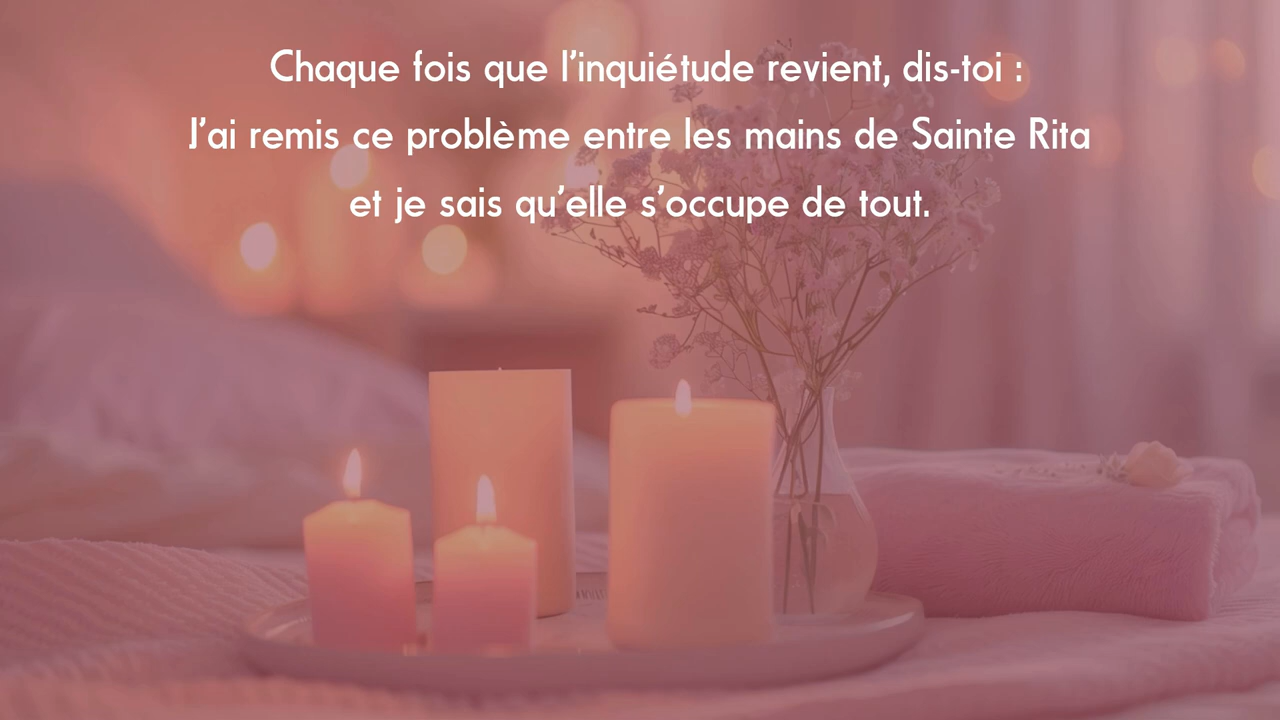 Chaque fois que l'inquiétude revient, dis-toi :
J'ai remis ce problème entre les mains de Sainte Rita
et je sais qu'elle s'occupe de tout.